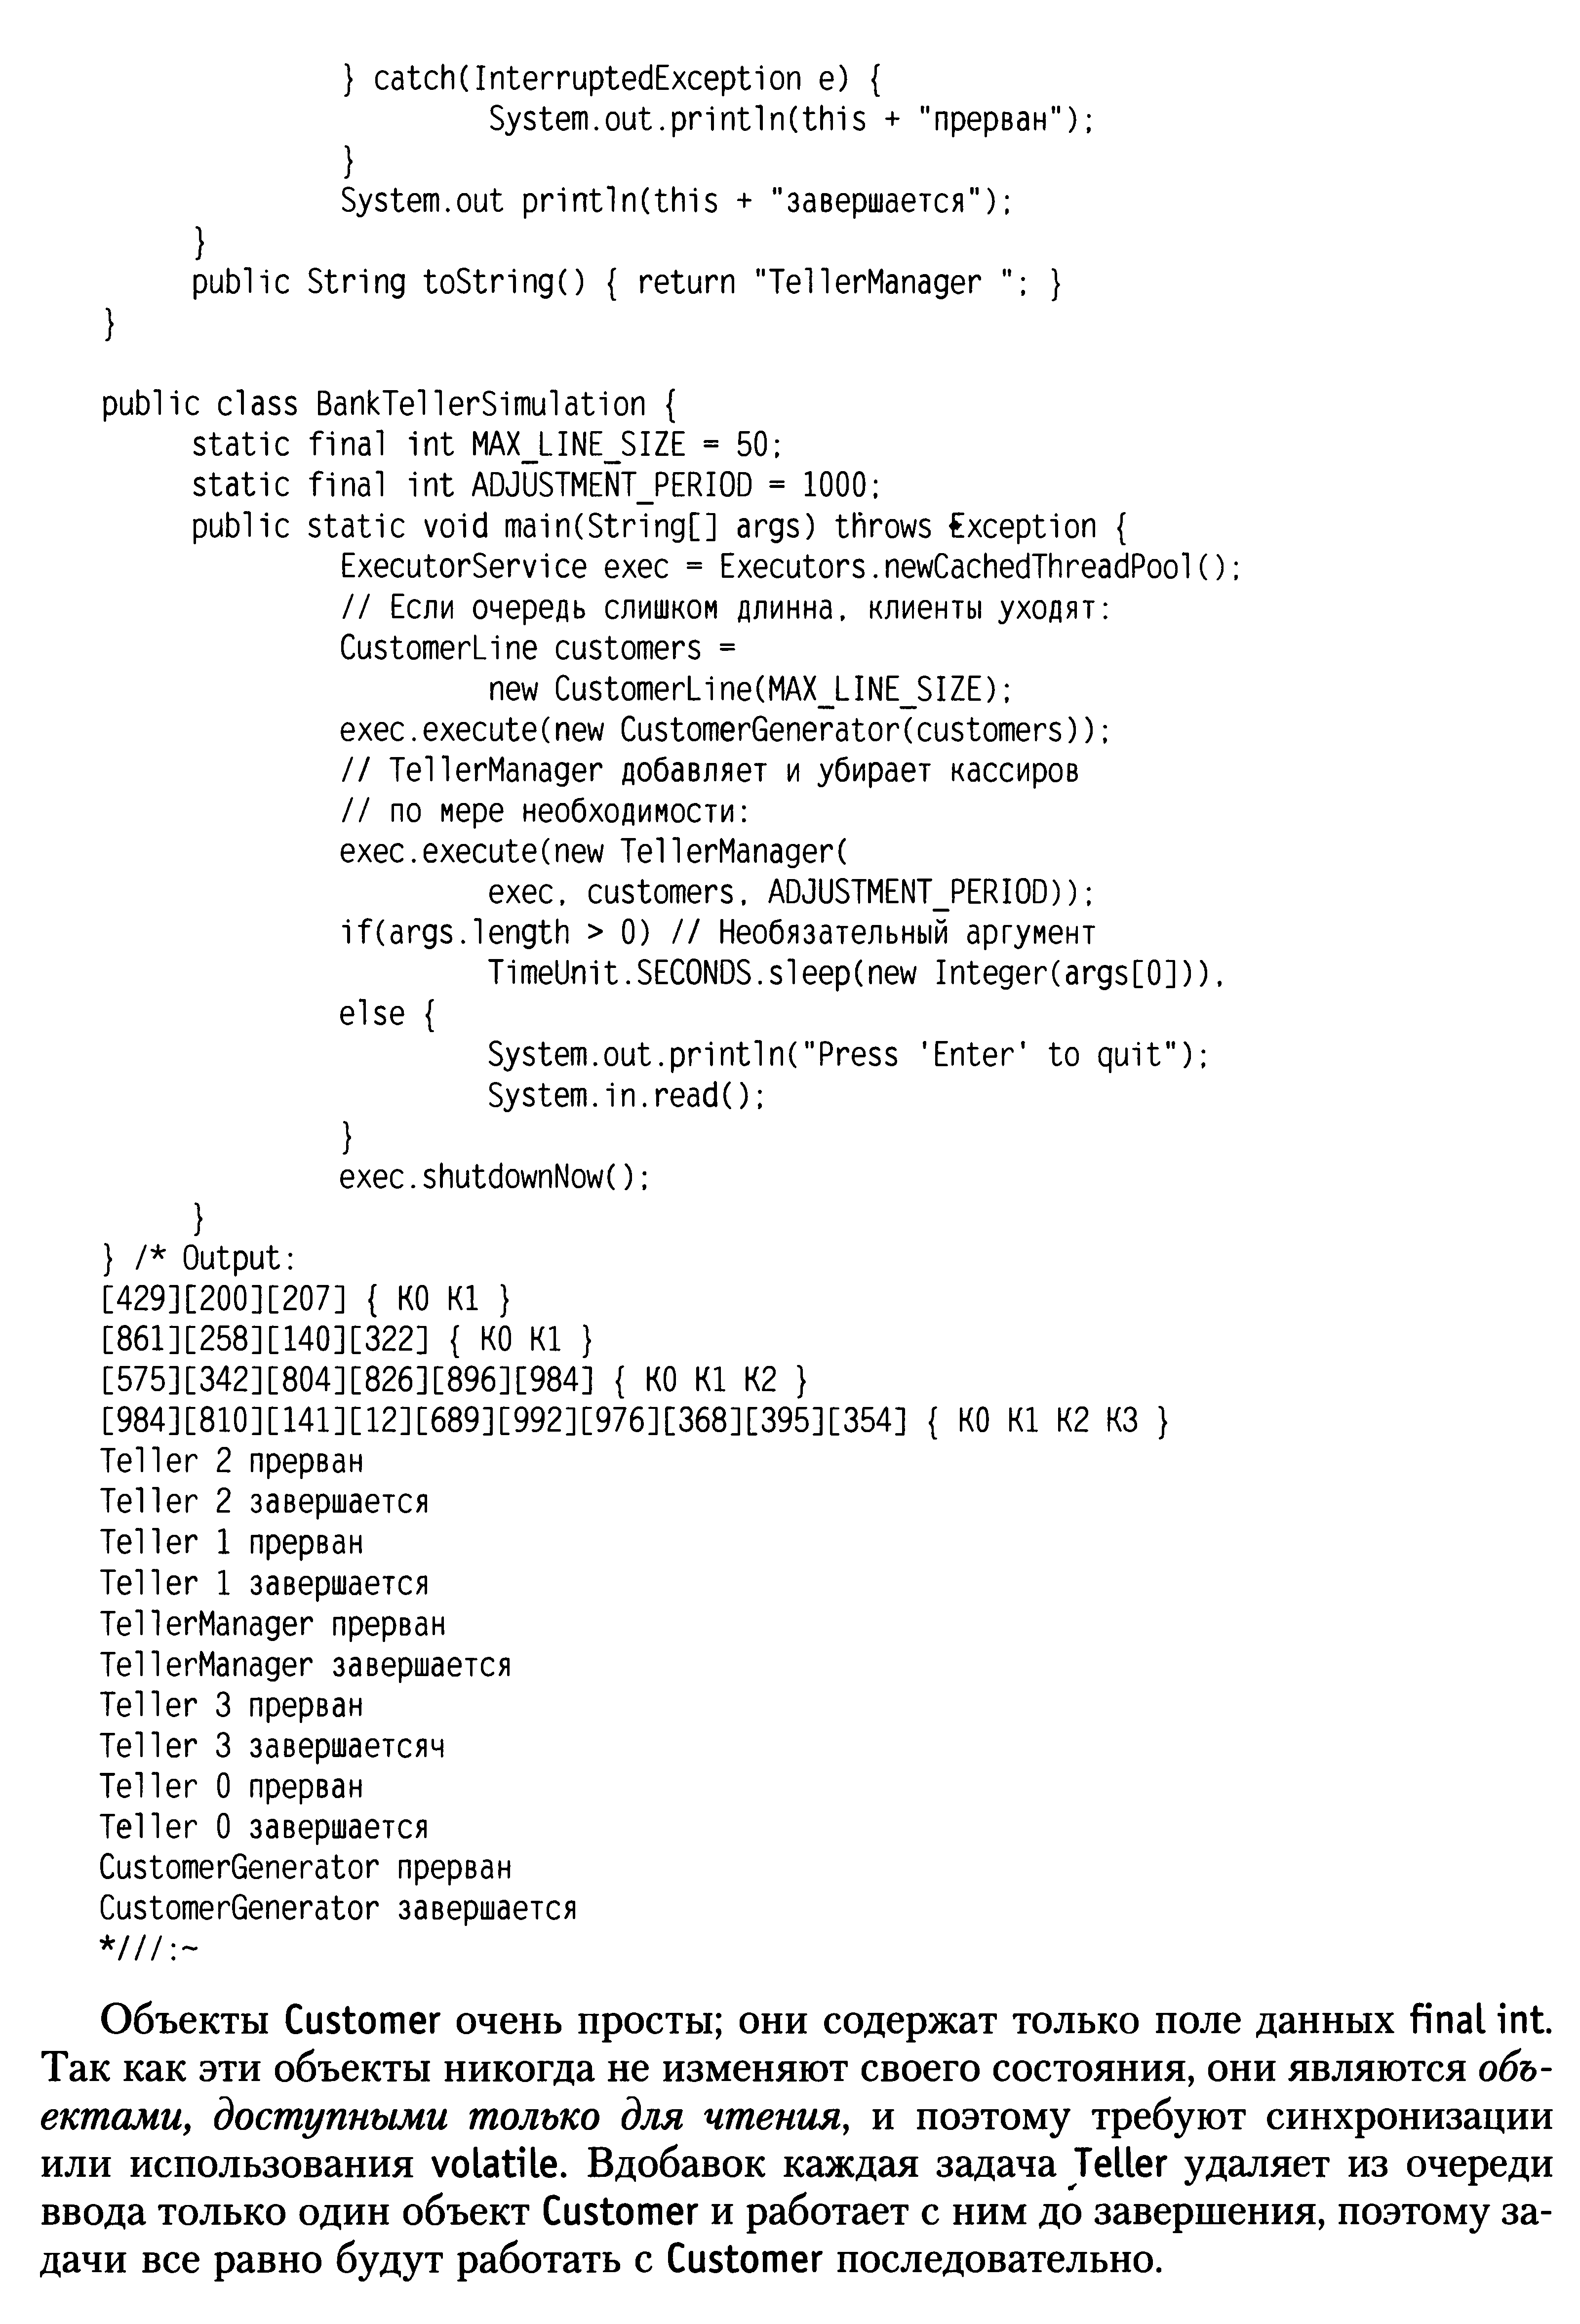 } catch(InterruptedException e) {
System.out.println(this + "прерван");
}
System.out println(this + "завершается");
}
public String toString() { return "TellerManager "; }
}
public class BankTellerSimulation {
static final int MAX_LINE_SIZE = 50;
static final int ADJUSTMENT_PERIOD = 1000;
public static void main(String[] args) throws Exception {
ExecutorService exec = Executors.newCachedThreadPool();
// Если очередь слишком длинна, клиенты уходят:
CustomerLine customers =
new CustomerLine(MAX_LINE_SIZE);
exec.execute(new CustomerGenerator(customers));
// TellerManager добавляет и убирает кассиров
// по мере необходимости:
exec.execute(new TellerManager(
exec, customers, ADJUSTMENT_PERIOD));
if(args.length > 0) // Необязательный аргумент
TimeUnit.SECONDS.sleep(new Integer(args[0])),
else {
System.out.println("Press 'Enter' to quit");
System.in.read();
}
exec.shutdownNow();
}
} /* Output:
[429][200][207] { К0 К1 }
[861][258][140][322] { К0 К1 }
[575][342][804][826][896][984] { К0 К1 К2 }
[984][810][141][12][689][992][976][368][395][354] { К0 К1 К2 К3 }
Teller 2 прерван
Teller 2 завершается
Teller 1 прерван
Teller 1 завершается
TellerManager прерван
TellerManager завершается
Teller 3 прерван
Teller 3 завершаетсяч
Teller 0 прерван
Teller 0 завершается
CustomerGenerator прерван
CustomerGenerator завершается
*///:~
Объекты Customer очень просты; они содержат только поле данных final int.
Так как эти объекты никогда не изменяют своего состояния, они являются объ-
ектами, доступными только для чтения, и поэтому требуют синхронизации
или использования volatile. Вдобавок каждая задача Teller удаляет из очереди
ввода только один объект Customer и работает с ним до завершения, поэтому за-
дачи все равно будут работать с Customer последовательно.